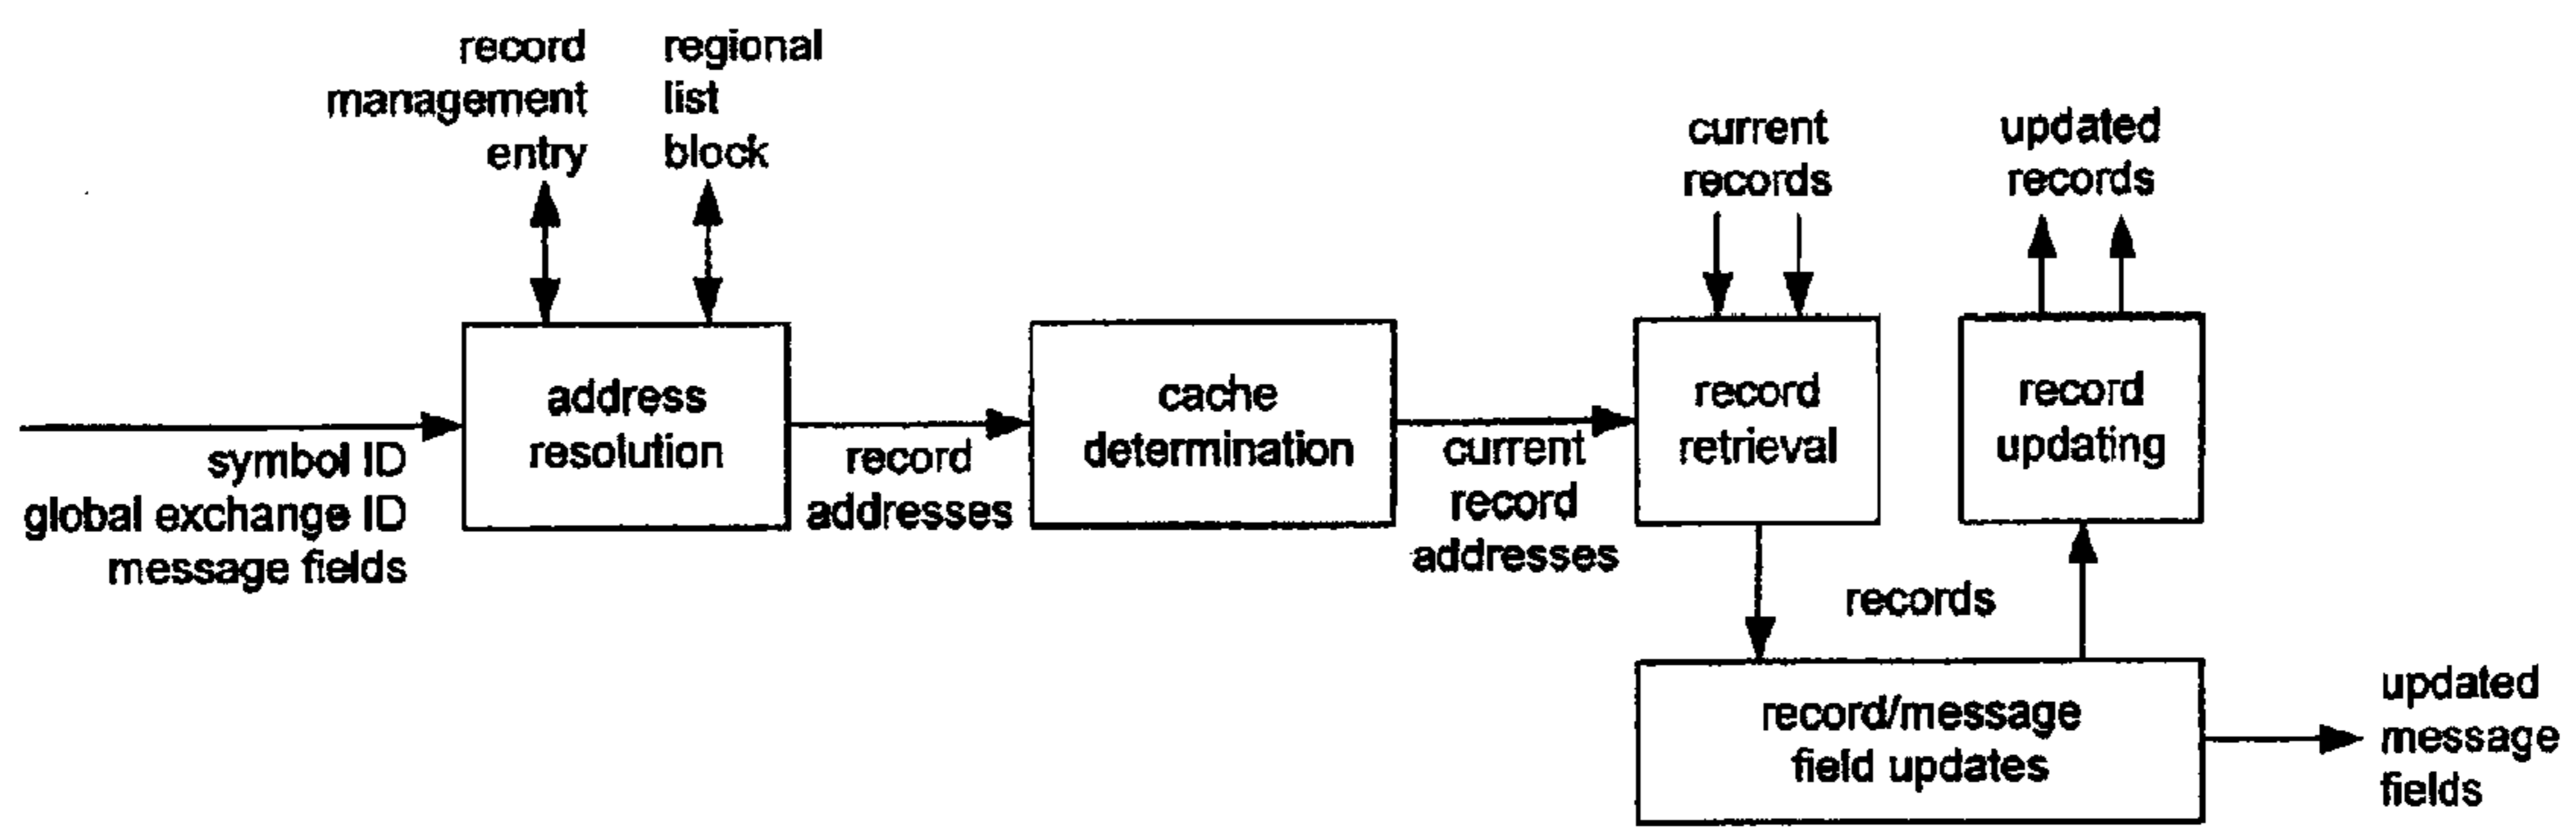 record
management
entry
regional
list
block
current
records
updated
records
address
resolution
cache
determination
record
retrieval
record
updating
symbol ID
global exchange ID
message fields
record
addresses
current
record
addresses
records
record/message
field updates
updated
message
fields